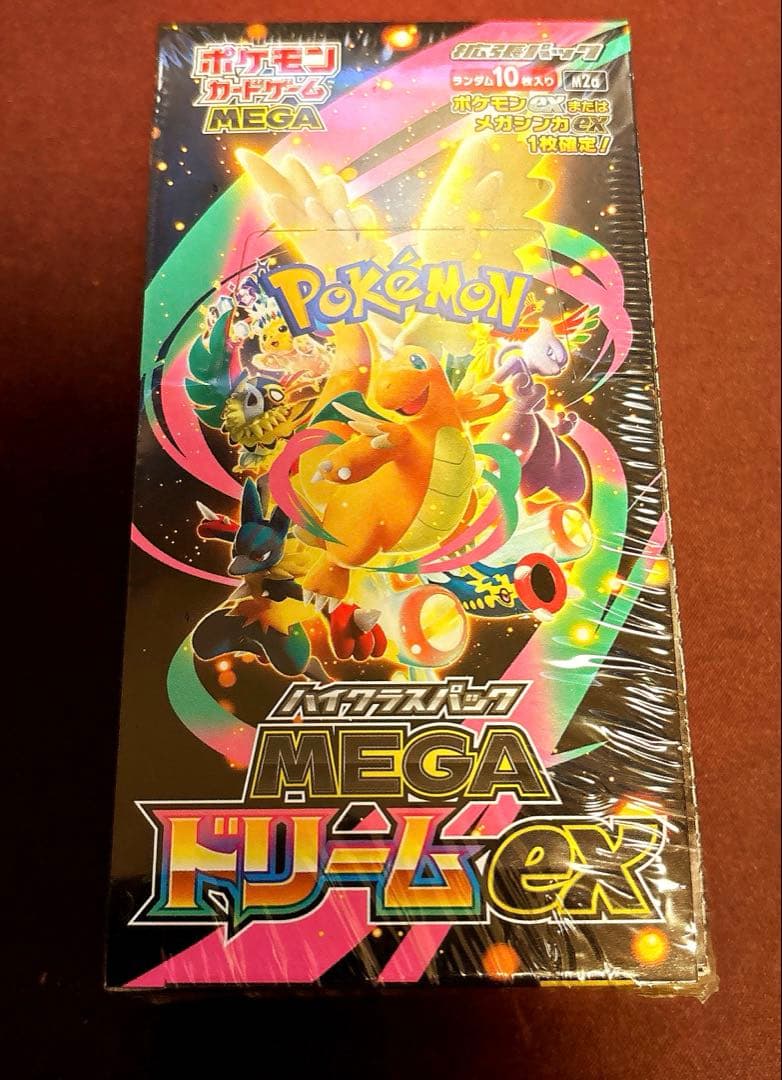 ポケモン
カードゲーム
MEGA
拡張パック
ランダム10枚入り M2a
ポケモンexまたは
メガシンカex
1枚確定!
POKÉMON
ハイクラスパック
MEGA
ドリームex